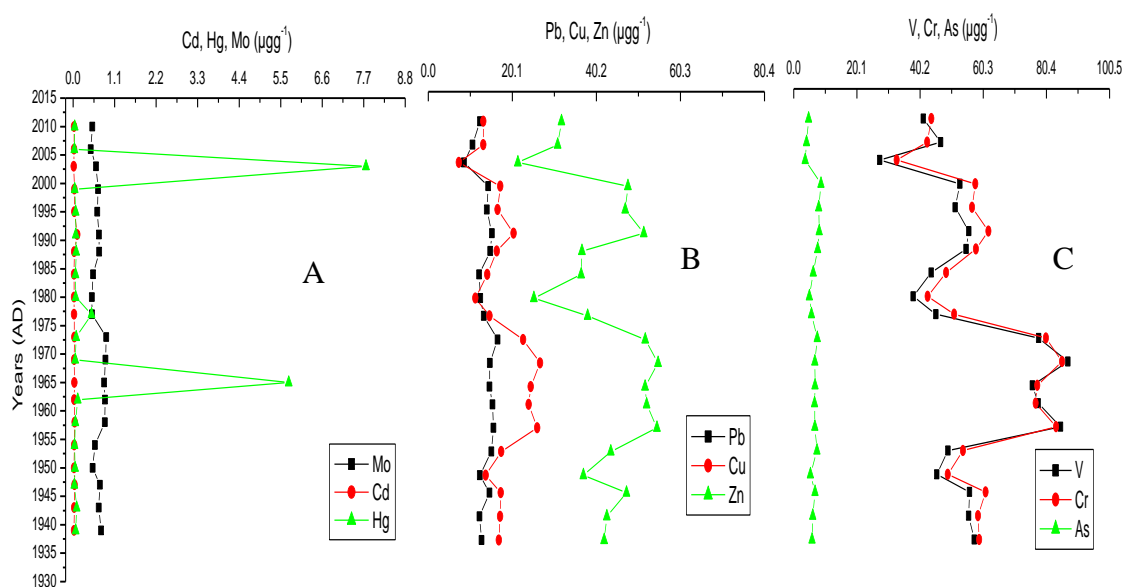 Cd, Hg, Mo (µgg⁻¹)
Pb, Cu, Zn (µgg⁻¹)
V, Cr, As (µgg⁻¹)
0.0 1.1 2.2 3.3 4.4 5.5 6.6 7.7 8.8
0.0 20.1 40.2 60.3 80.4
0.0 20.1 40.2 60.3 80.4 100.5
2015
2010
2005
2000
1995
1990
1985
1980
1975
1970
1965
1960
1955
1950
1945
1940
1935
1930
Years (AD)
A
B
C
Mo
Cd
Hg
Pb
Cu
Zn
V
Cr
As